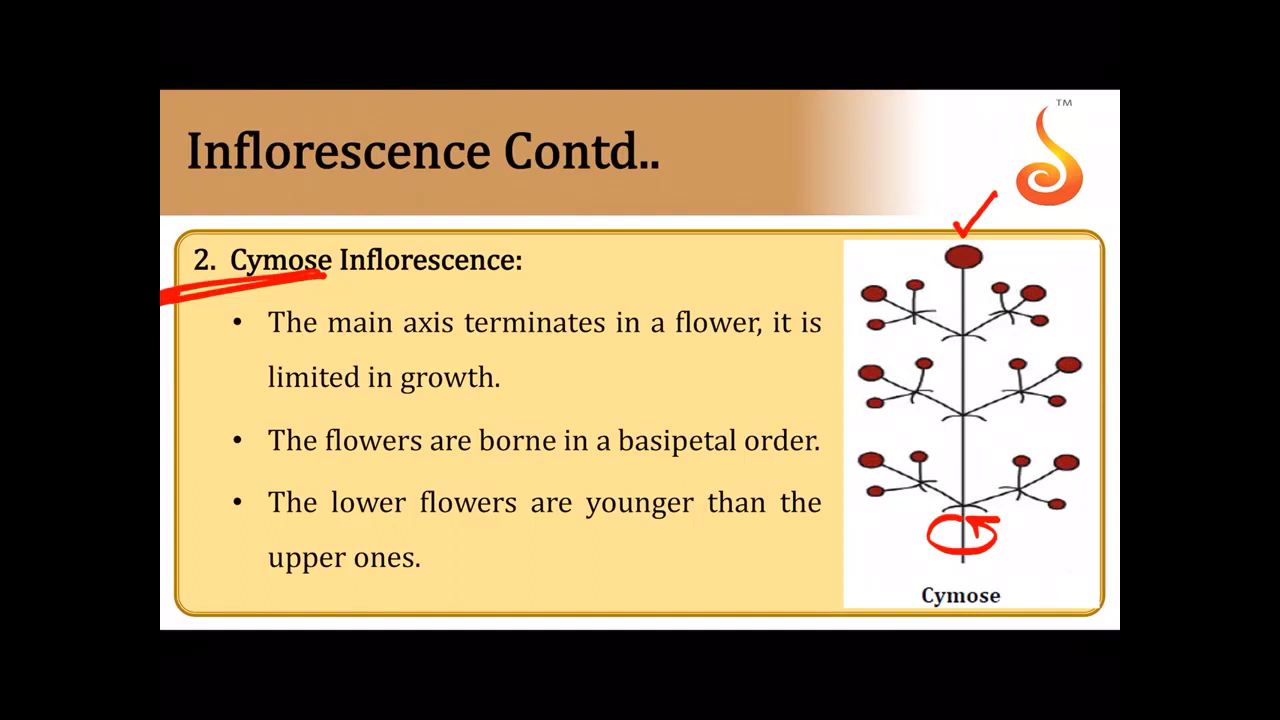 Inflorescence Contd..
TM
2. Cymose Inflorescence:
• The main axis terminates in a flower, it is
limited in growth.
• The flowers are borne in a basipetal order.
• The lower flowers are younger than the
upper ones.
Cymose